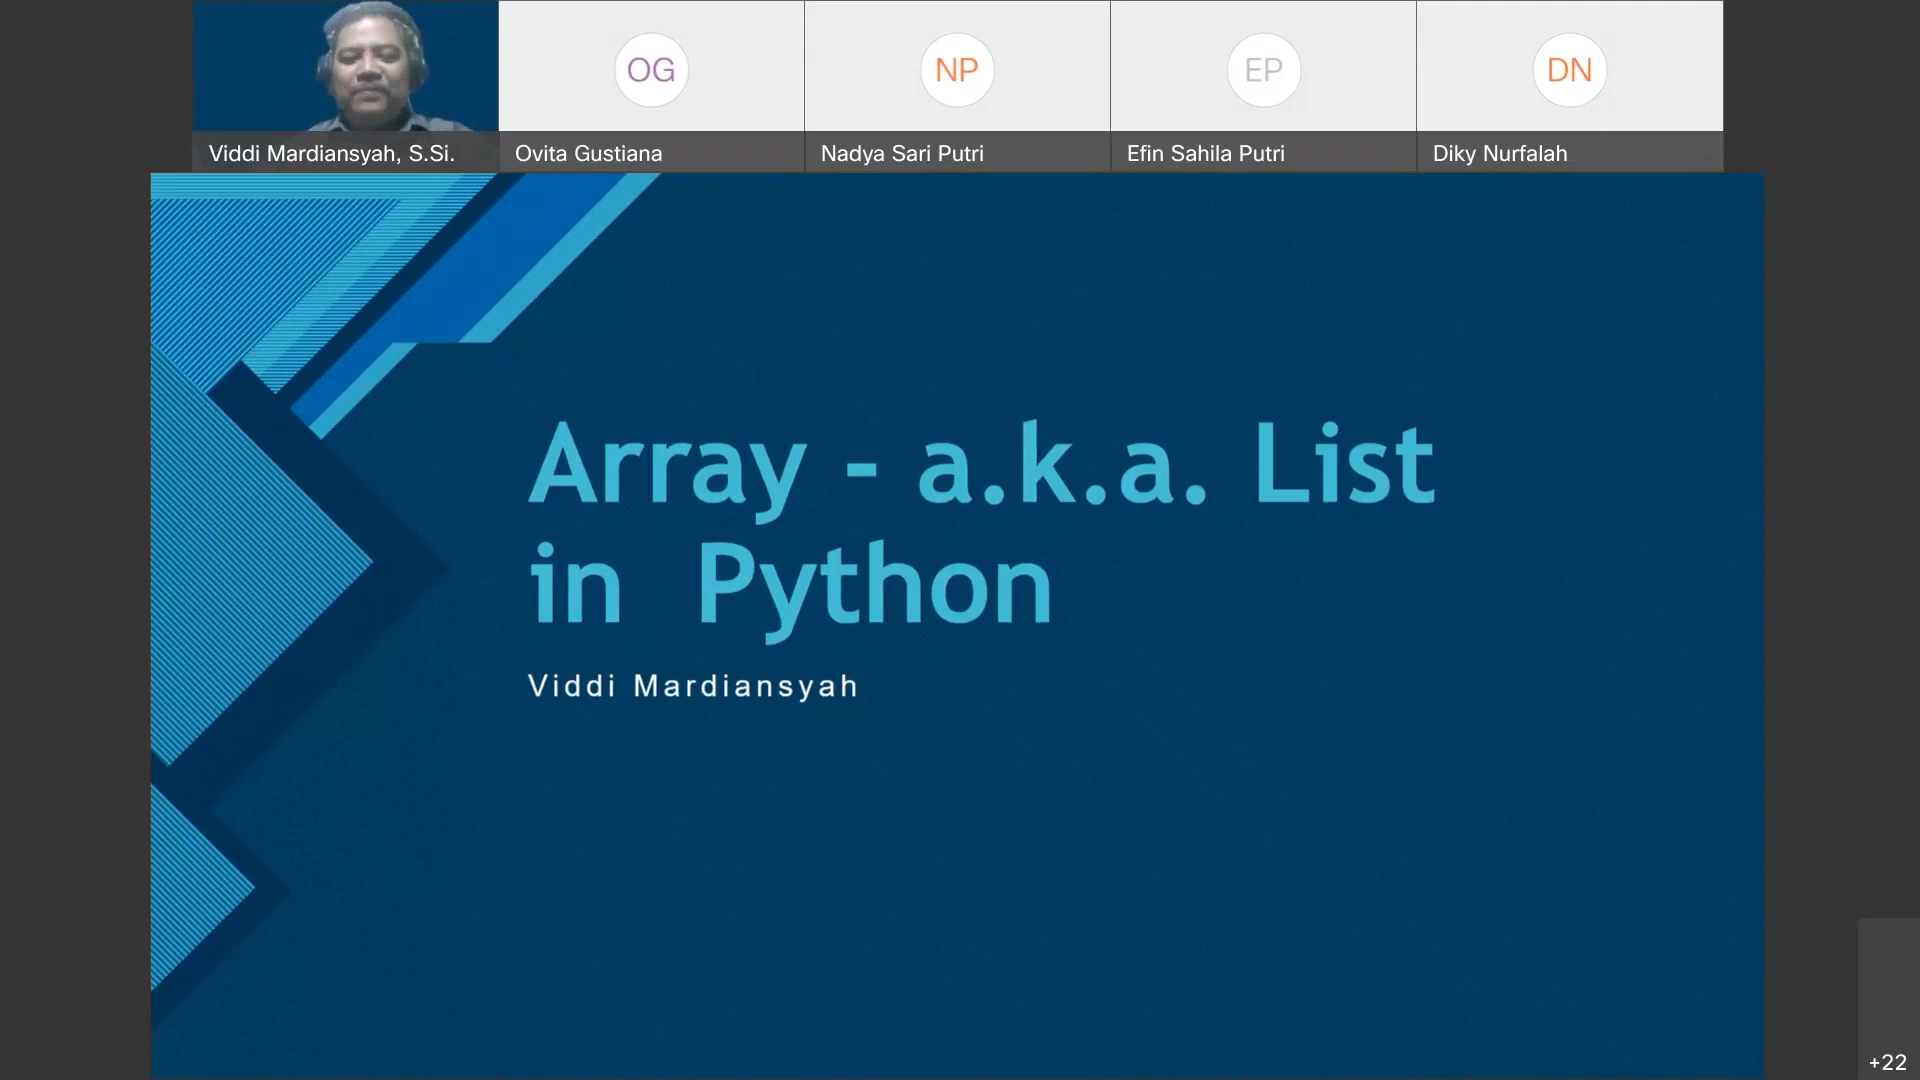 OG
NP
EP
DN
Viddi Mardiansyah, S.Si.
Ovita Gustiana
Nadya Sari Putri
Efin Sahila Putri
Diky Nurfalah
Array - a.k.a. List
in Python
Viddi Mardiansyah
+22